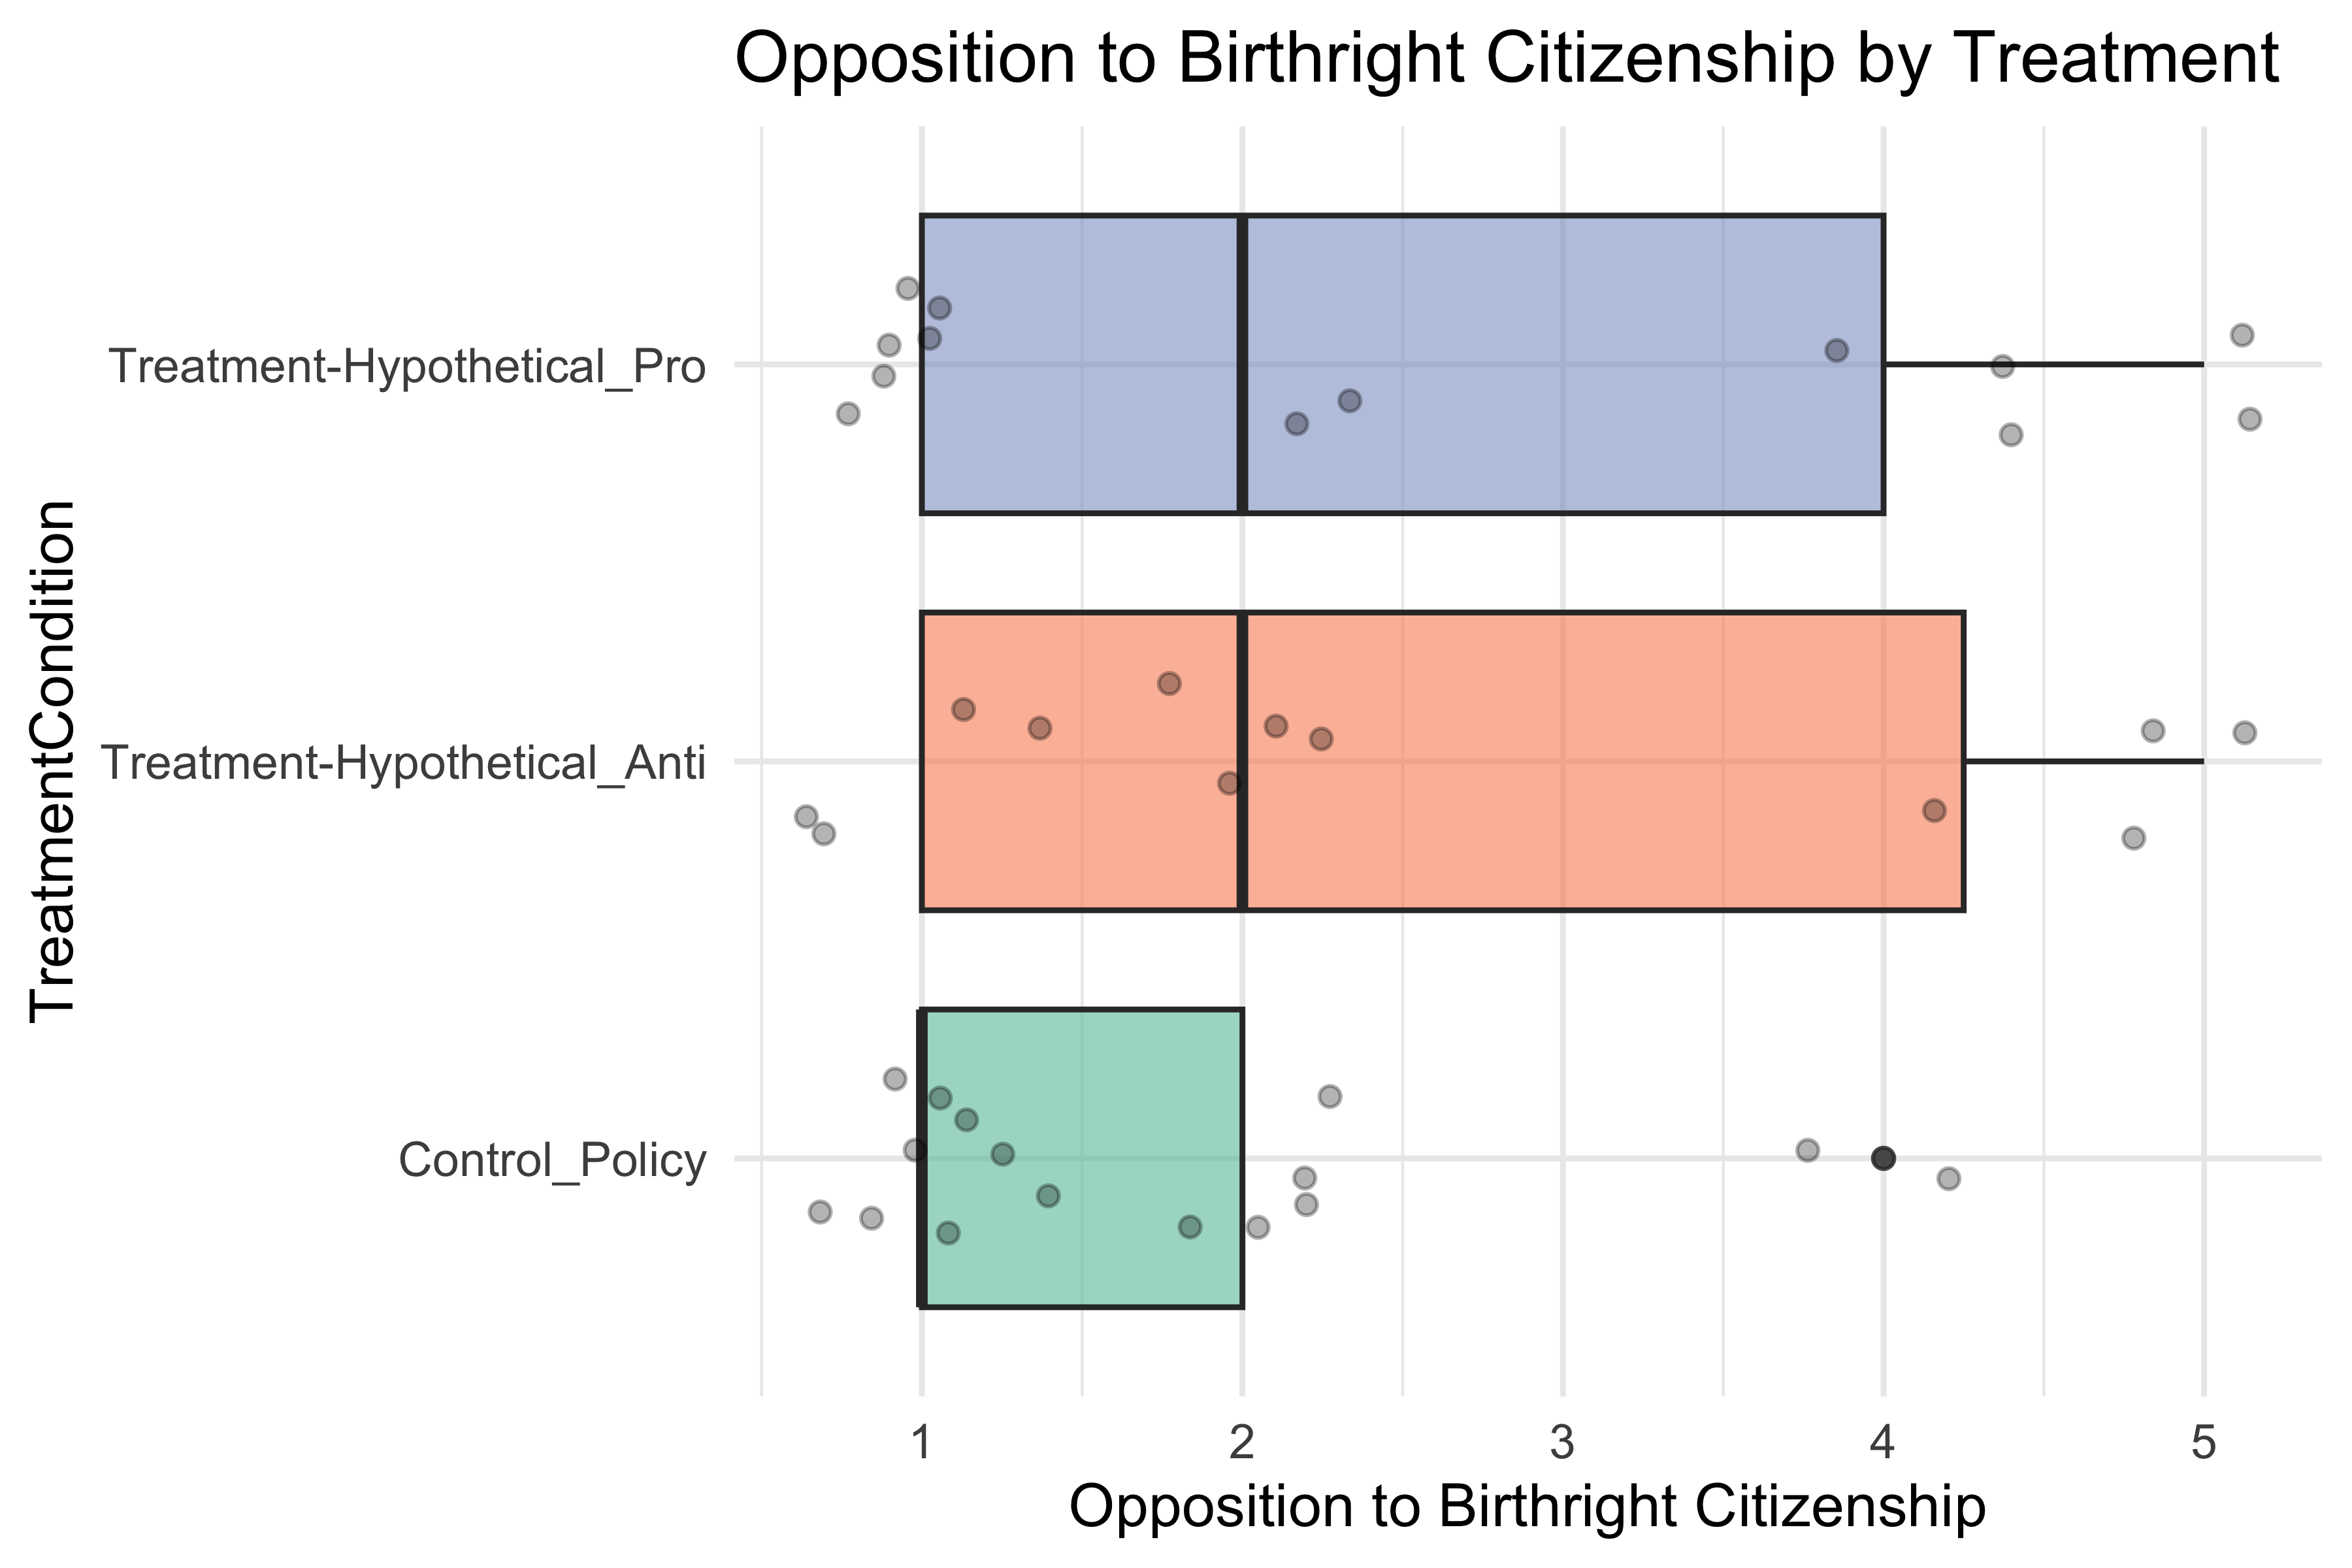 Opposition to Birthright Citizenship by Treatment
TreatmentCondition
Treatment-Hypothetical_Pro
Treatment-Hypothetical_Anti
Control_Policy
1 2 3 4 5
Opposition to Birthright Citizenship